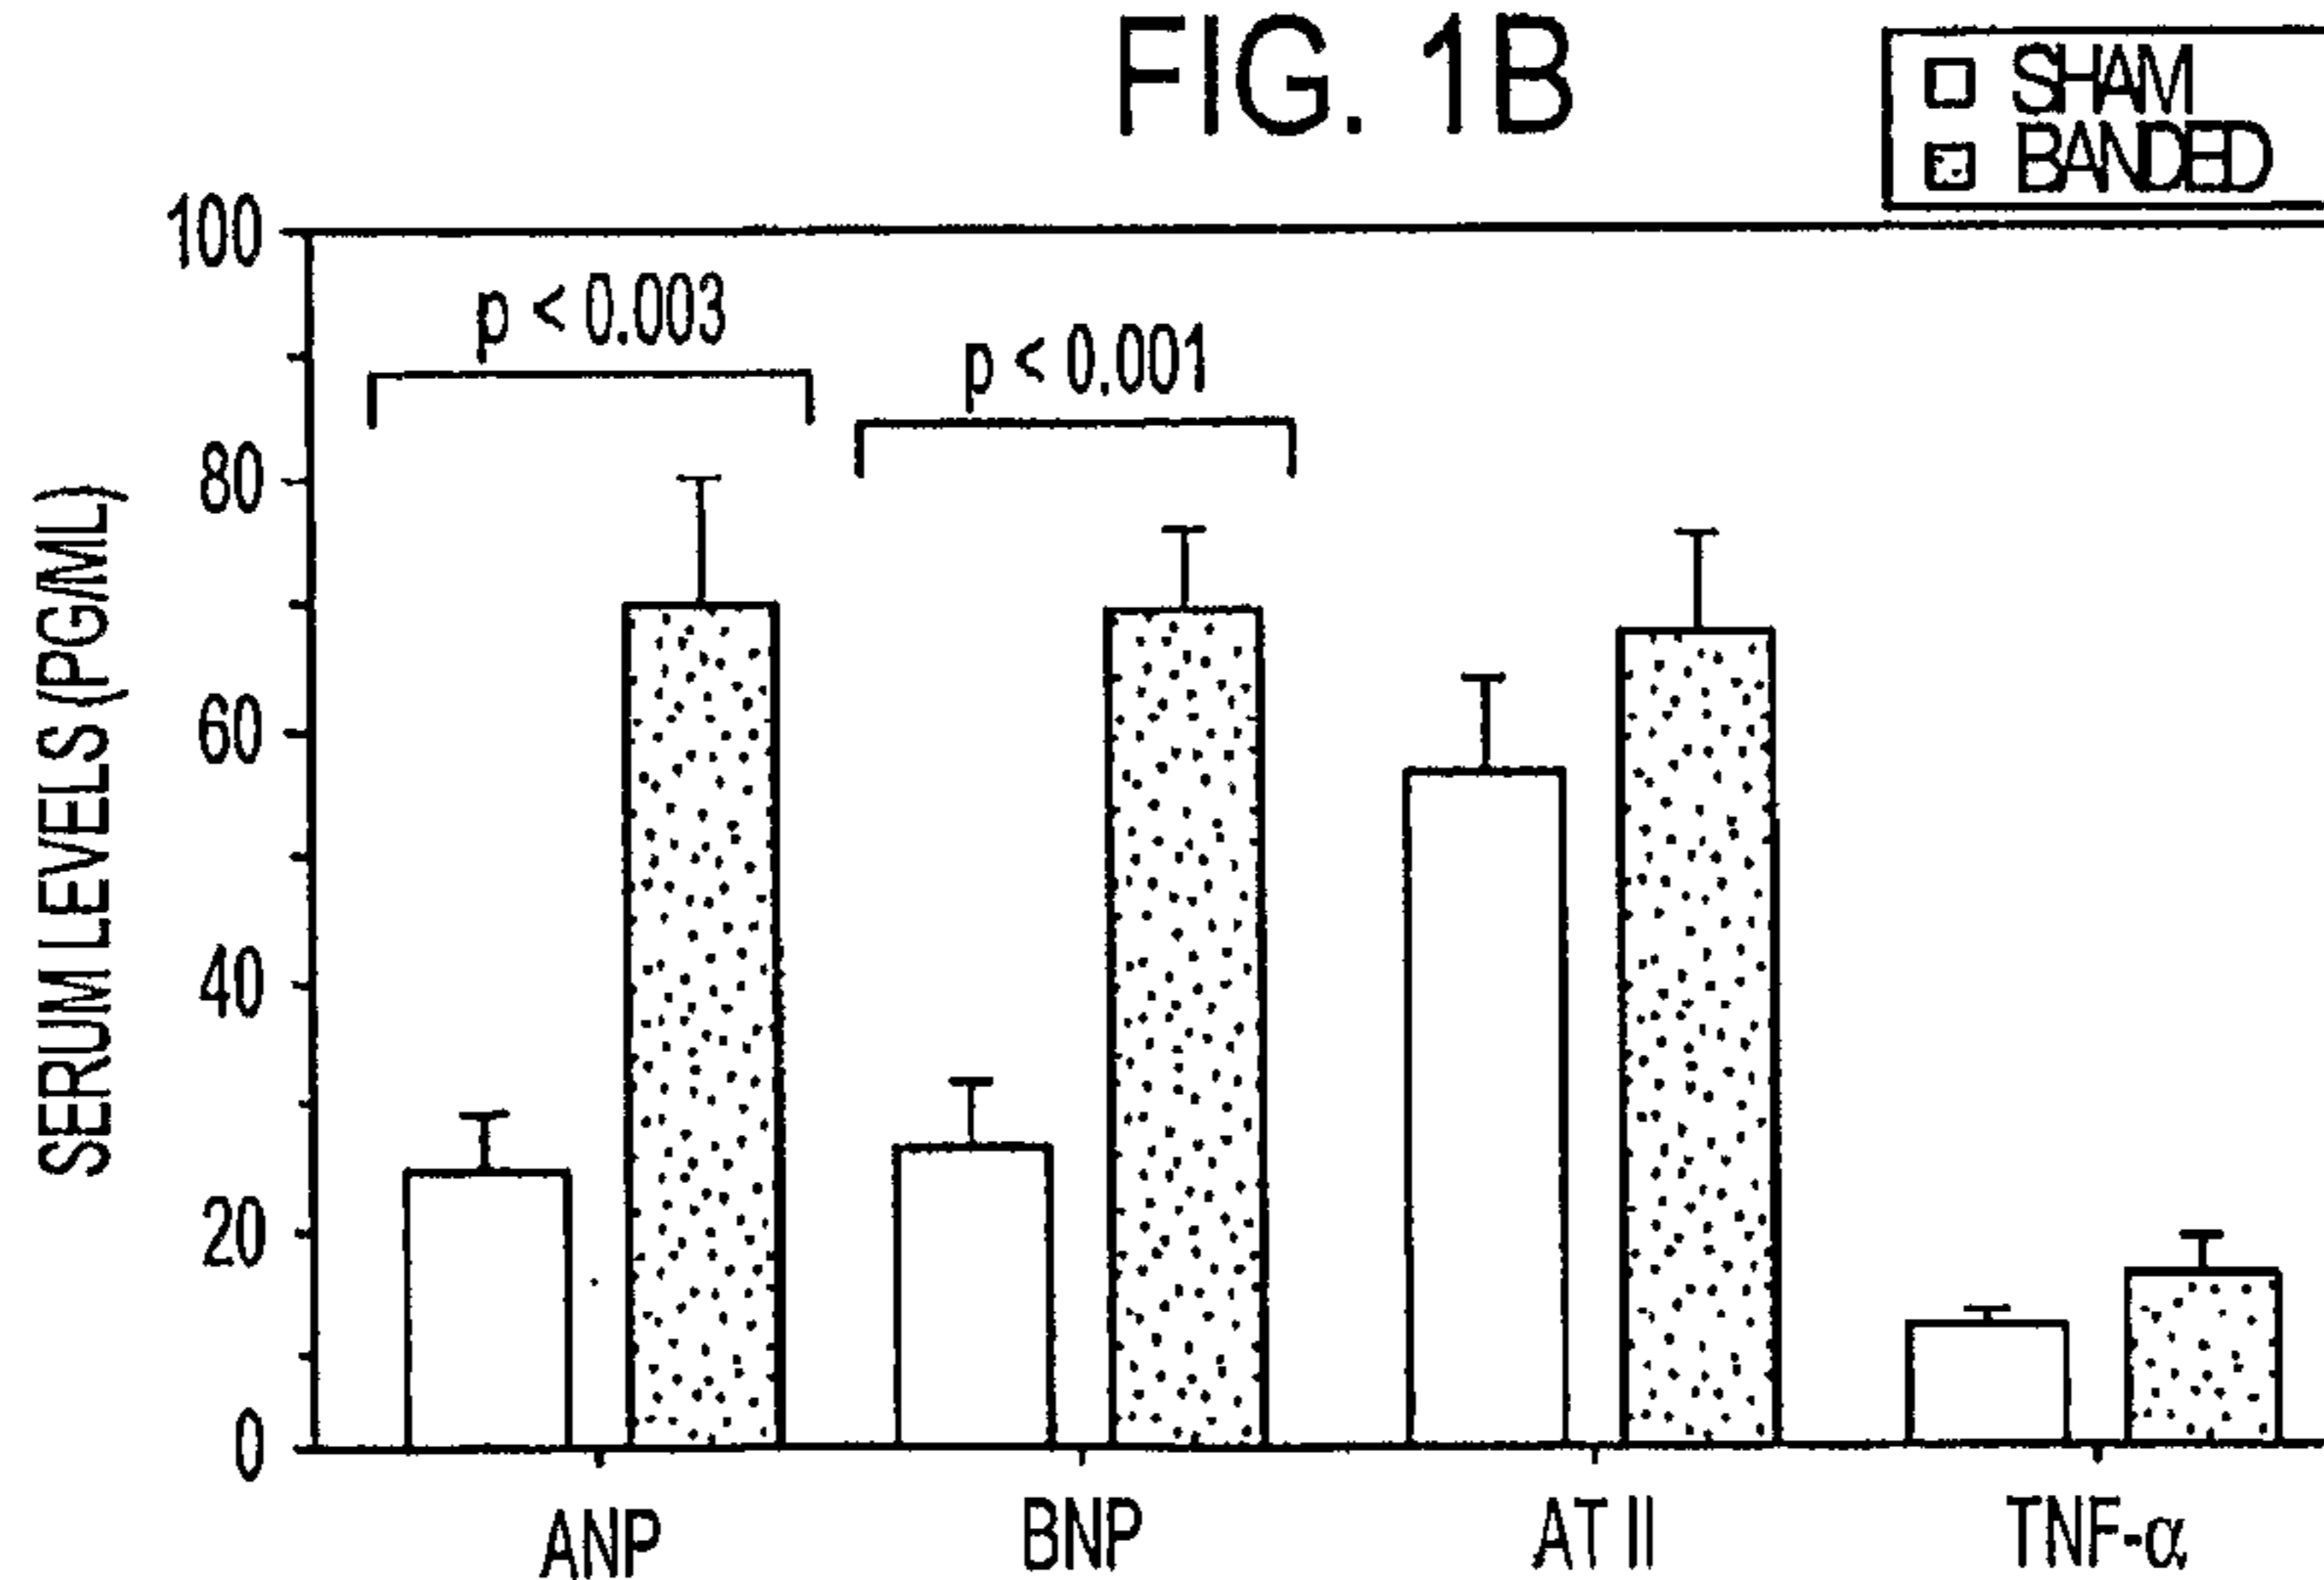 FIG. 1B
SHAM
BANDED
SERUM LEVELS (PG/ML)
100
80
60
40
20
0
p < 0.003
p < 0.001
ANP
BNP
AT II
TNF-α